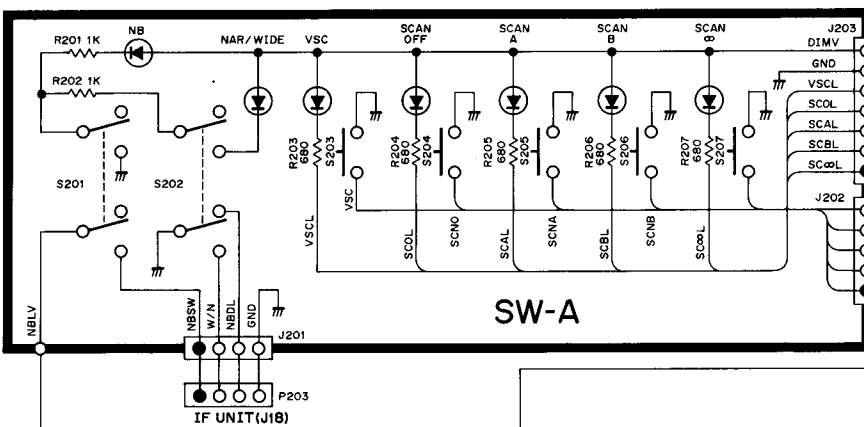 NB
NAR/WIDE
VSC
SCAN
OFF
SCAN
A
SCAN
B
SCAN
∞
J203
DIMV
GND
VSCL
SCOL
SCAL
SCBL
SC∞L
R201 1K
R202 1K
R203
680
S203
R204
680
S204
R205
680
S205
R206
680
S206
R207
680
S207
S201
S202
J202
VSCL
VSC
SCOL
SCNO
SCAL
SCNA
SCBL
SCNB
SC∞L
SW-A
NBLV
NBSW
W/N
NBDL
GND
J201
P203
IF UNIT(J18)